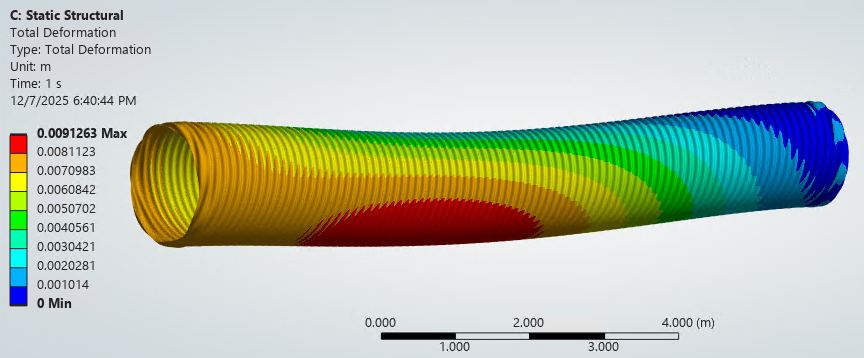 C: Static Structural
Total Deformation
Type: Total Deformation
Unit: m
Time: 1 s
12/7/2025 6:40:44 PM
0.0091263 Max
0.0081123
0.0070983
0.0060842
0.0050702
0.0040561
0.0030421
0.0020281
0.001014
0 Min
0.000 2.000 4.000 (m)
1.000 3.000